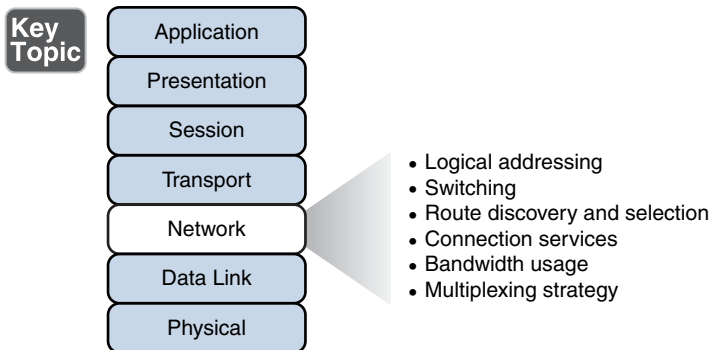 Key
Topic
Application
Presentation
Session
Transport
Network
Data Link
Physical
• Logical addressing
• Switching
• Route discovery and selection
• Connection services
• Bandwidth usage
• Multiplexing strategy